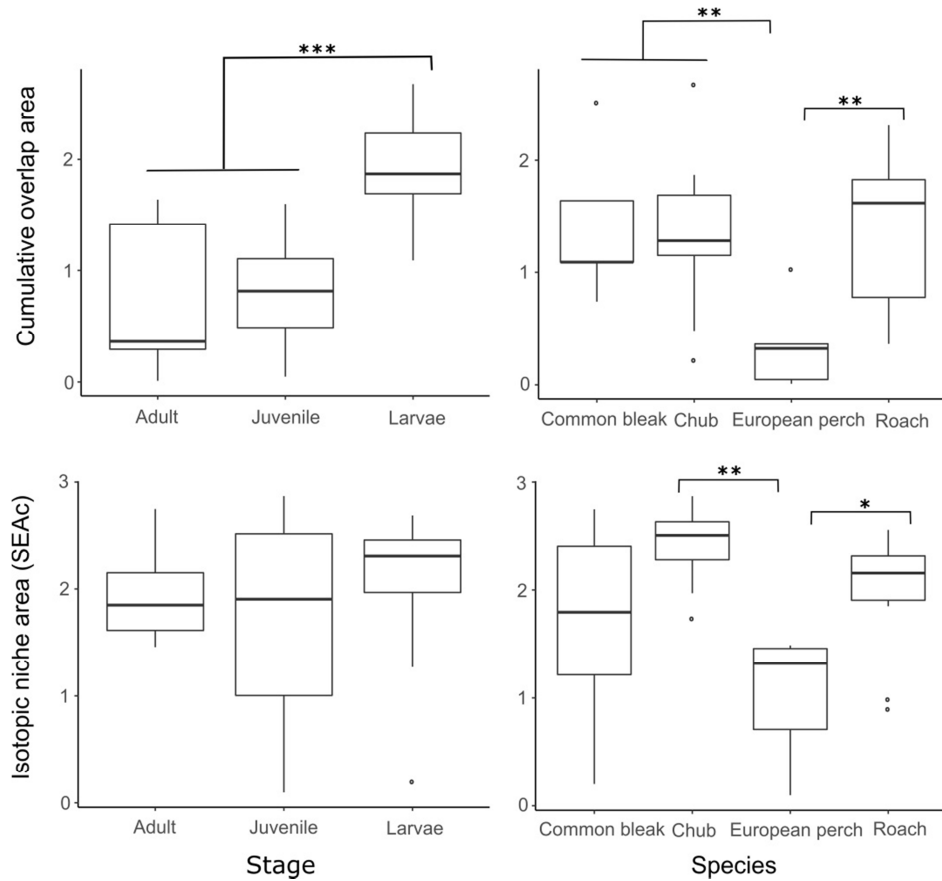 ***
Cumulative overlap area
2
1
0
Adult Juvenile Larvae
**
**
2
1
0
Common bleak Chub European perch Roach
Isotopic niche area (SEAc)
3
2
1
0
Adult Juvenile Larvae
Stage
**
*
3
2
1
0
Common bleak Chub European perch Roach
Species